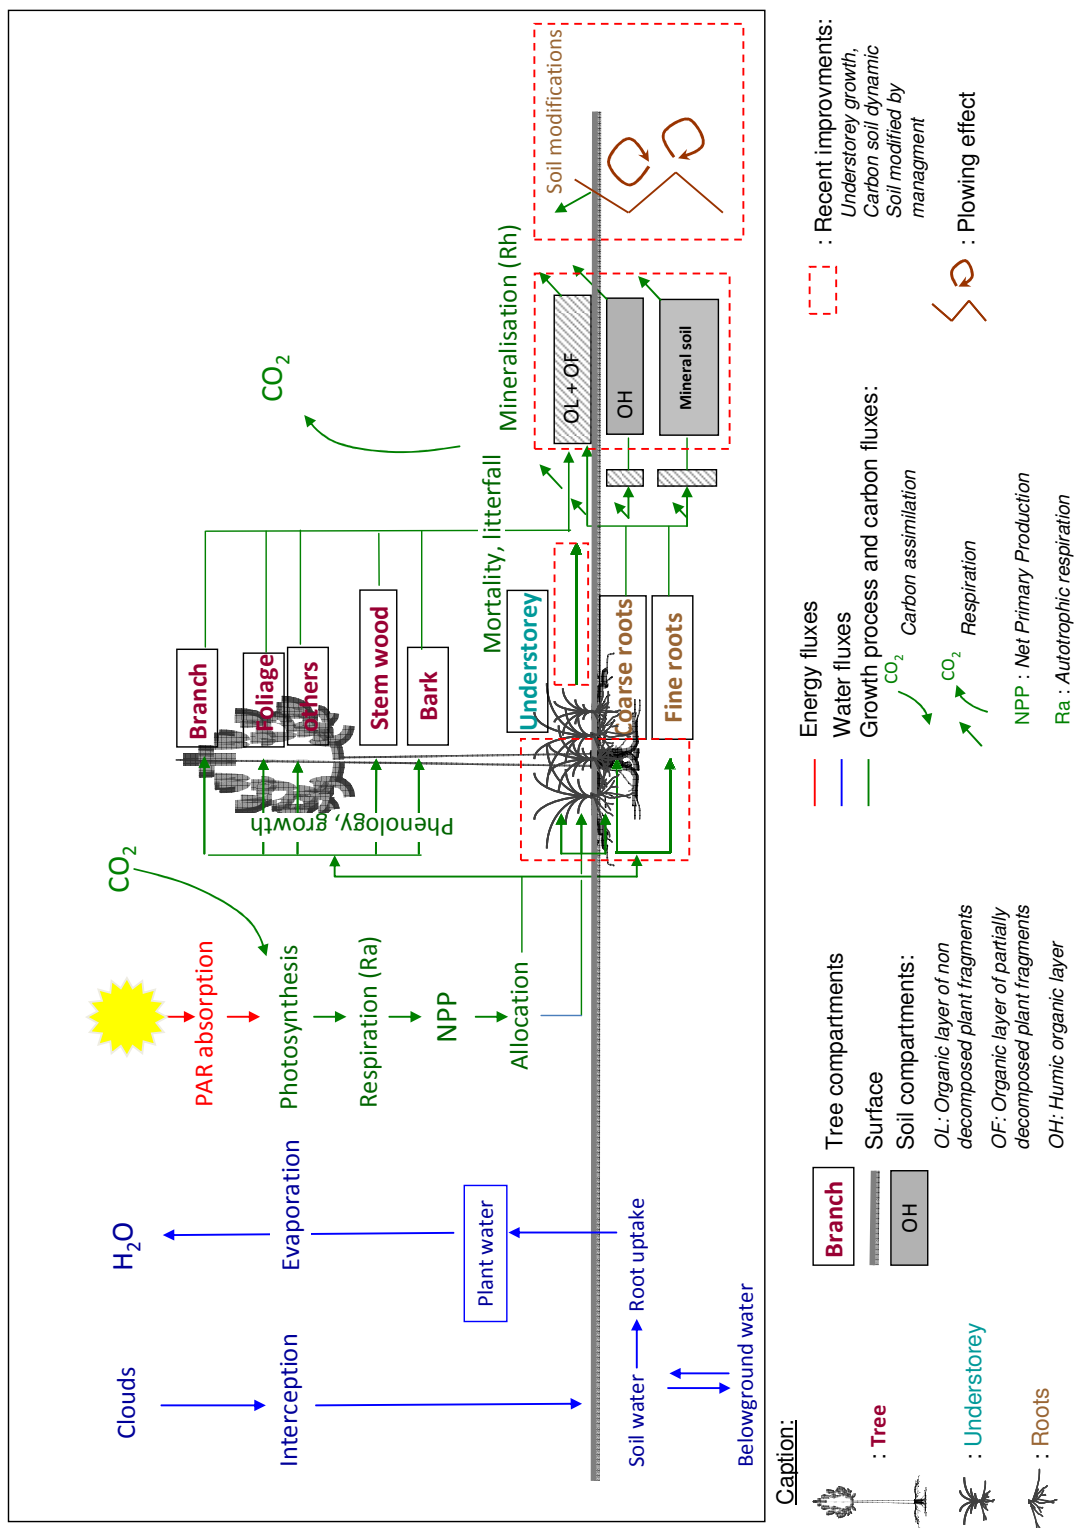 Clouds
Interception
H2O
Evaporation
Plant water
Soil water
Root uptake
Belowground water
PAR absorption
Photosynthesis
Respiration (Ra)
NPP
Allocation
CO2
Phenology, growth
Branch
Foliage
others
Stem wood
Bark
Understorey
Coarse roots
Fine roots
Mortality, litterfall
CO2
Mineralisation (Rh)
OL + OF
OH
Mineral soil
Soil modifications
Caption:
: Tree
: Understorey
: Roots
Branch
Tree compartments
Surface
OH
Soil compartments:
OL: Organic layer of non
decomposed plant fragments
OF: Organic layer of partially
decomposed plant fragments
OH: Humic organic layer
Energy fluxes
Water fluxes
Growth process and carbon fluxes:
CO2
Carbon assimilation
CO2
Respiration
NPP : Net Primary Production
Ra : Autotrophic respiration
: Recent improvments:
Understorey growth,
Carbon soil dynamic
Soil modified by
managment
: Plowing effect